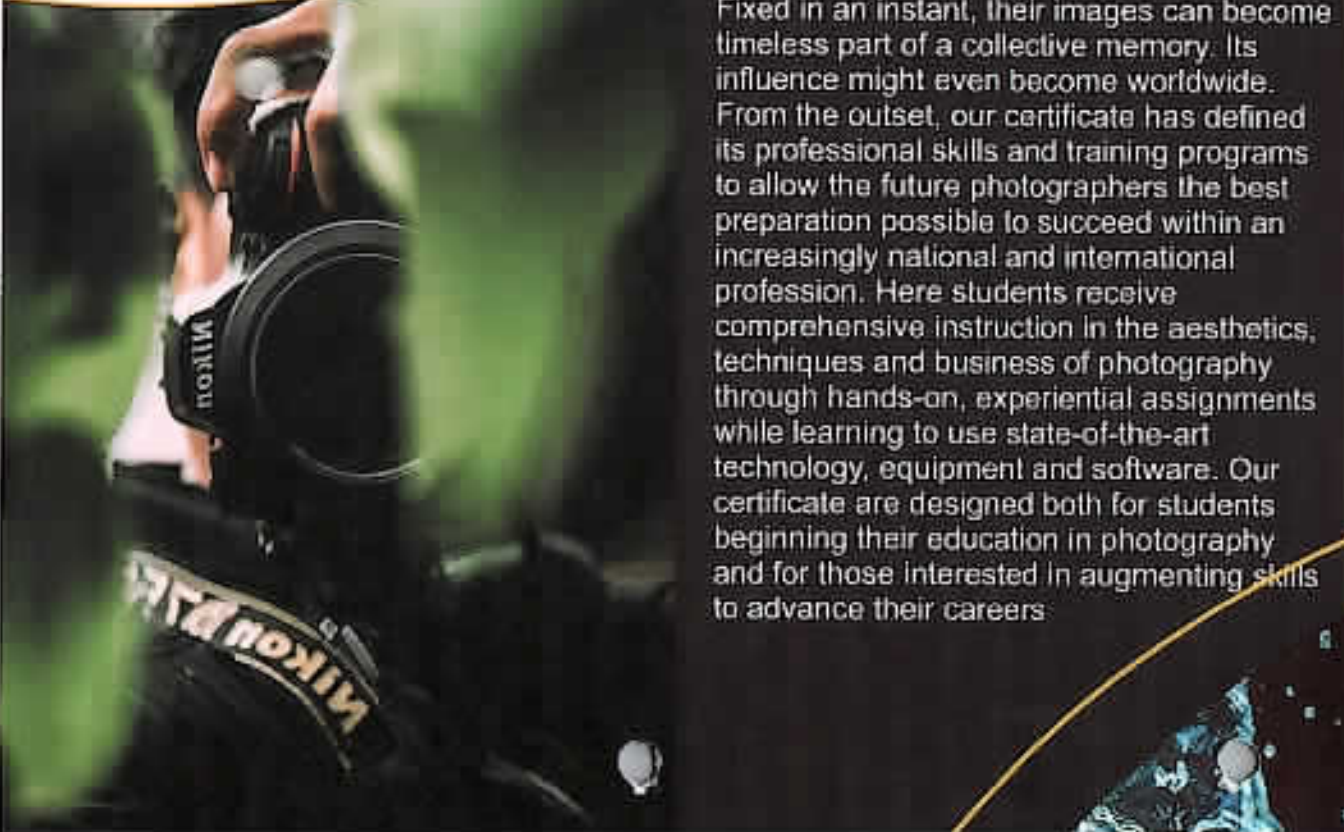 Fixed in an instant, their images can become
timeless part of a collective memory. Its
influence might even become worldwide.
From the outset, our certificate has defined
its professional skills and training programs
to allow the future photographers the best
preparation possible to succeed within an
increasingly national and international
profession. Here students receive
comprehensive instruction in the aesthetics,
techniques and business of photography
through hands-on, experiential assignments
while learning to use state-of-the-art
technology, equipment and software. Our
certificate are designed both for students
beginning their education in photography
and for those interested in augmenting skills
to advance their careers
Nikon
Nikon